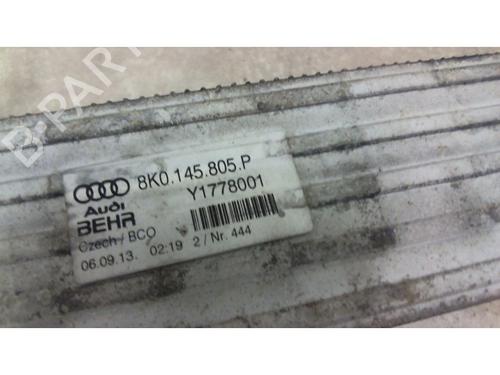 B-PARTS
8K0.145.805.P
Y1778001
Audi
BEHR
Czech / BCO
06.09.13. 02:19 2 / Nr. 444